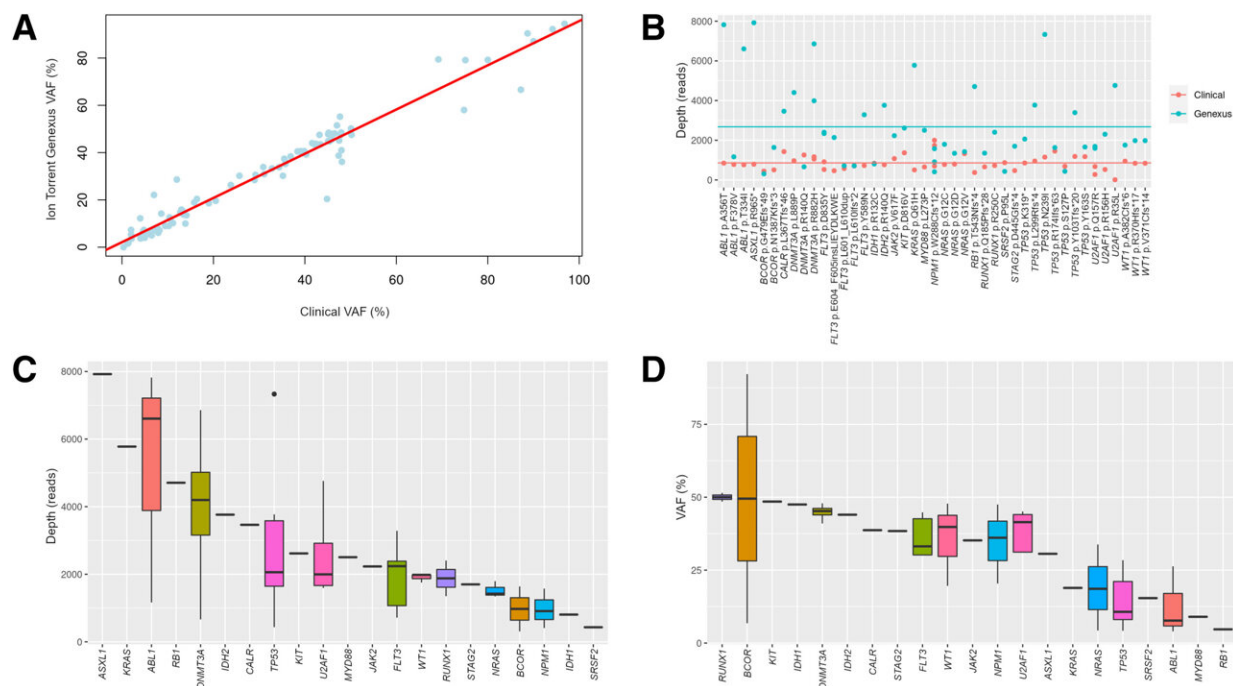 A
Ion Torrent Genexus VAF (%)
80
60
40
20
0
0 20 40 60 80 100
Clinical VAF (%)
B
Depth (reads)
8000
6000
4000
2000
0
Clinical
Genexus
ABL1 p.A356T
ABL1 p.F378V
ABL1 p.T334I
ASXL1 p.R965*
BCOR p.G479Efs*49
BCOR p.N1387Kfs*3
CALR p.L367Tfs*46
DNMT3A p.L889P
DNMT3A p.R140Q
DNMT3A p.R882H
FLT3 p.D835Y
FLT3 p.E604_F605insLIEYDLKWE
FLT3 p.L601_L610dup
FLT3 p.L610Ifs*2
FLT3 p.Y589N
IDH1 p.R132C
IDH2 p.R140Q
JAK2 p.V617F
KIT p.D816V
KRAS p.Q61H
MYD88 p.L273P
NPM1 p.W288Cfs*12
NRAS p.G12C
NRAS p.G12D
NRAS p.G12V
RB1 p.T543Nfs*4
RUNX1 p.Q185Pfs*28
RUNX1 p.R250C
SRSF2 p.P95L
STAG2 p.D445Gfs*4
TP53 p.K319*
TP53 p.L299Rfs*4
TP53 p.N239I
TP53 p.R174Ifs*63
TP53 p.S127P
TP53 p.Y103Tfs*20
TP53 p.Y163S
U2AF1 p.Q157R
U2AF1 p.R156H
U2AF1 p.R35L
WT1 p.A382Cfs*6
WT1 p.R370Hfs*17
WT1 p.V371Cfs*14
C
Depth (reads)
8000
6000
4000
2000
0
ASXL1
KRAS
ABL1
RB1
DNMT3A
IDH2
CALR
TP53
KIT
U2AF1
MYD88
JAK2
FLT3
WT1
RUNX1
STAG2
NRAS
BCOR
NPM1
IDH1
SRSF2
D
VAF (%)
75
50
25
0
RUNX1
BCOR
KIT
IDH1
DNMT3A
IDH2
CALR
STAG2
FLT3
WT1
JAK2
NPM1
U2AF1
ASXL1
KRAS
NRAS
TP53
SRSF2
ABL1
MYD88
RB1